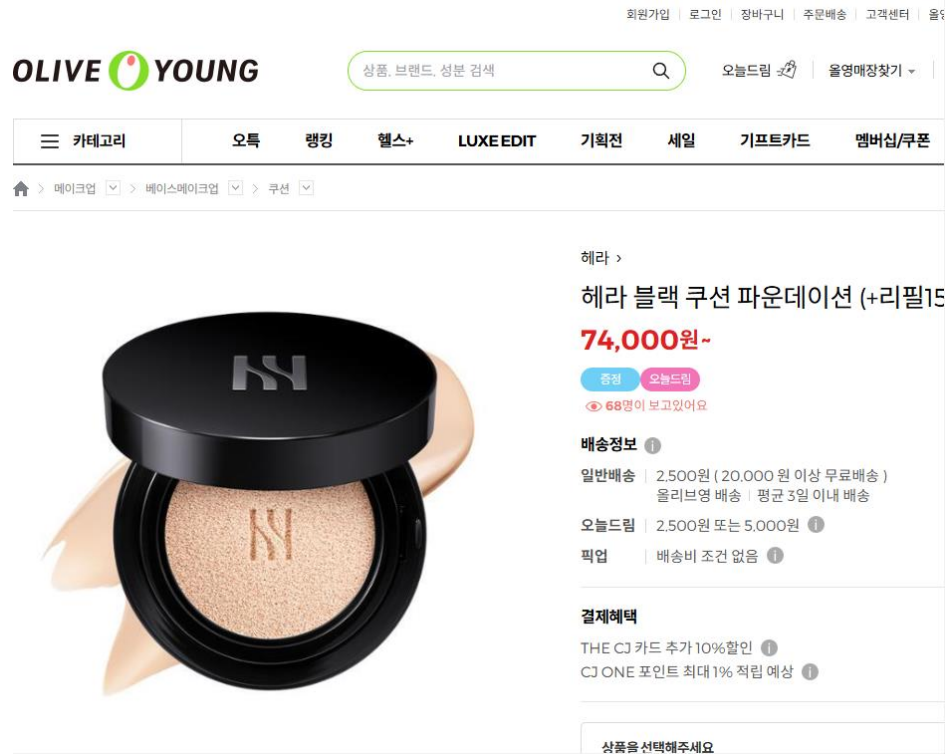 회원가입 로그인 장바구니 주문배송 고객센터
OLIVE YOUNG
상품, 브랜드, 성분 검색
오늘드림 올영매장찾기
카테고리 오특 랭킹 헬스+ LUXE EDIT 기획전 세일 기프트카드 멤버십/쿠폰
메이크업 > 베이스메이크업 > 쿠션
헤라 >
헤라 블랙 쿠션 파운데이션 (+리필15
74,000원~
증정 오늘드림
68명이 보고있어요
배송정보
일반배송 2,500원 ( 20,000 원 이상 무료배송 )
올리브영 배송 평균 3일 이내 배송
오늘드림 2,500원 또는 5,000원
픽업 배송비 조건 없음
결제혜택
THE CJ 카드 추가 10%할인
CJ ONE 포인트 최대 1% 적립 예상
상품을 선택해주세요